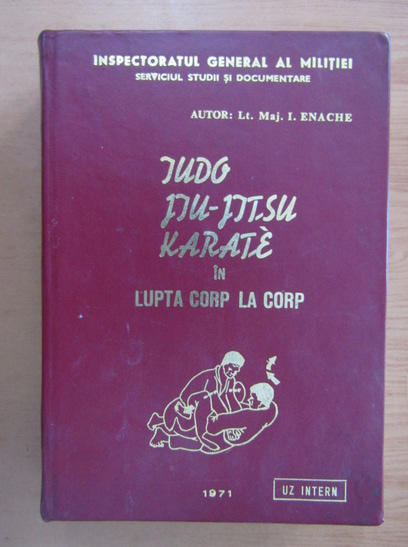 INSPECTORATUL GENERAL AL MILIȚIEI
SERVICIUL STUDII ȘI DOCUMENTARE
AUTOR: Lt. Maj. I. ENACHE
JUDO
JIU-JITSU
KARATÈ
ÎN
LUPTA CORP LA CORP
1971
UZ INTERN